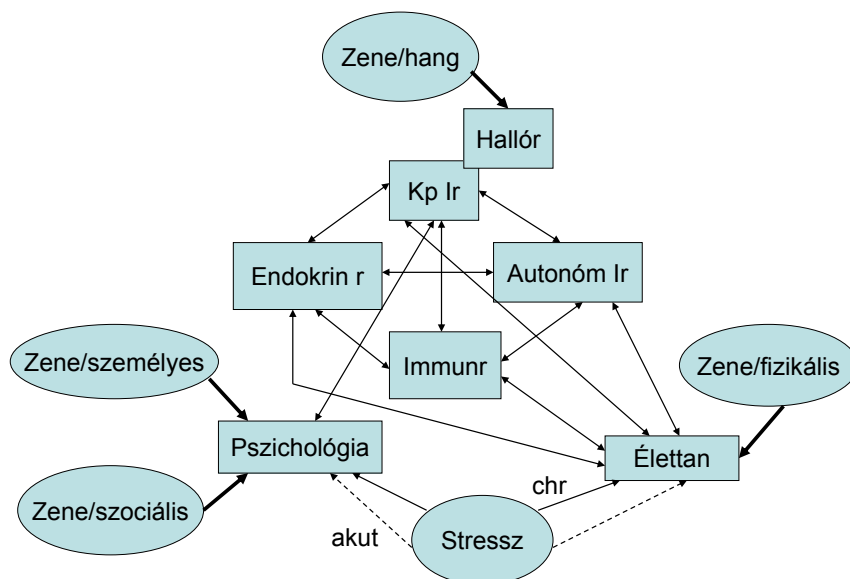 Zene/hang
Hallór
Kp Ir
Endokrin r
Autonóm Ir
Immunr
Zene/személyes
Zene/fizikális
Pszichológia
Élettan
Zene/szociális
chr
akut
Stressz